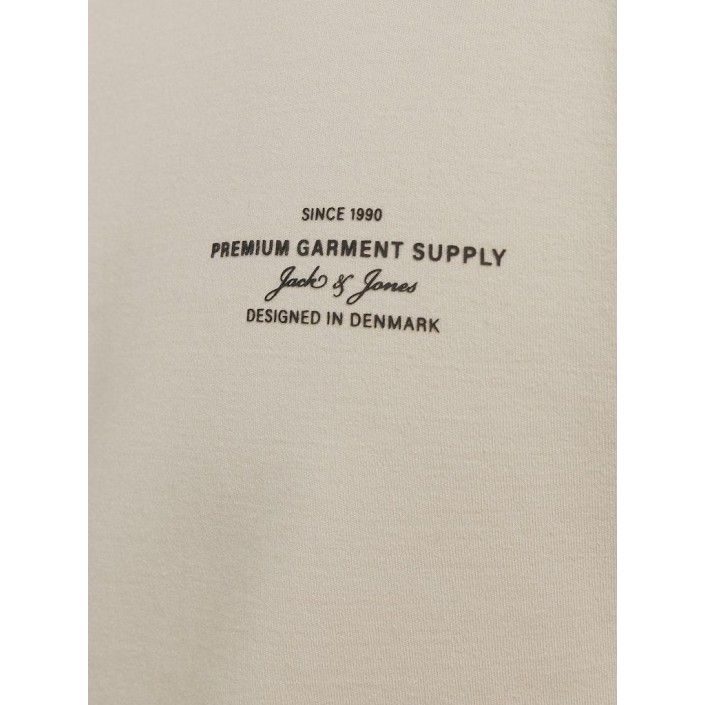 SINCE 1990
PREMIUM GARMENT SUPPLY
Jack & Jones
DESIGNED IN DENMARK